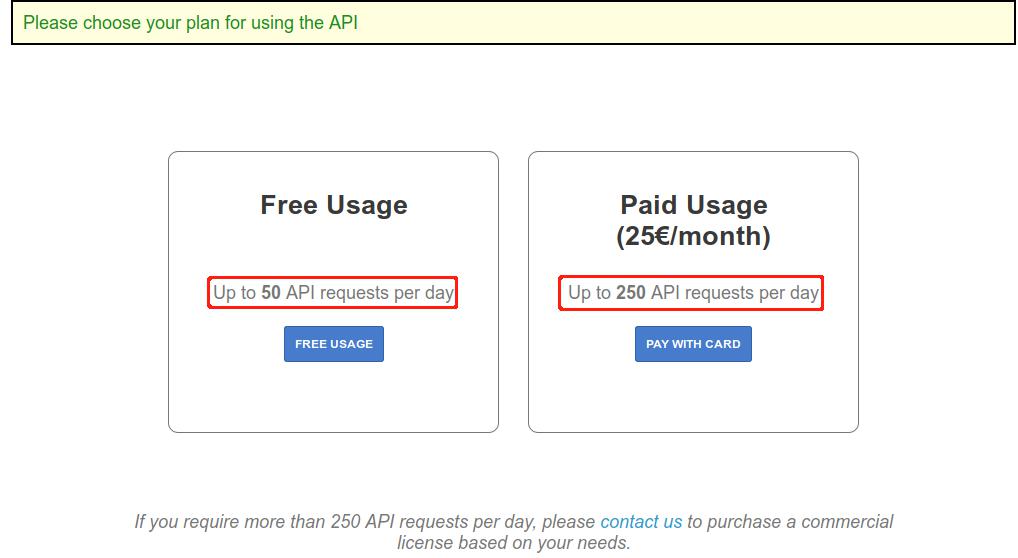 Please choose your plan for using the API
Free Usage
Up to 50 API requests per day
FREE USAGE
Paid Usage
(25€/month)
Up to 250 API requests per day
PAY WITH CARD
If you require more than 250 API requests per day, please contact us to purchase a commercial
license based on your needs.